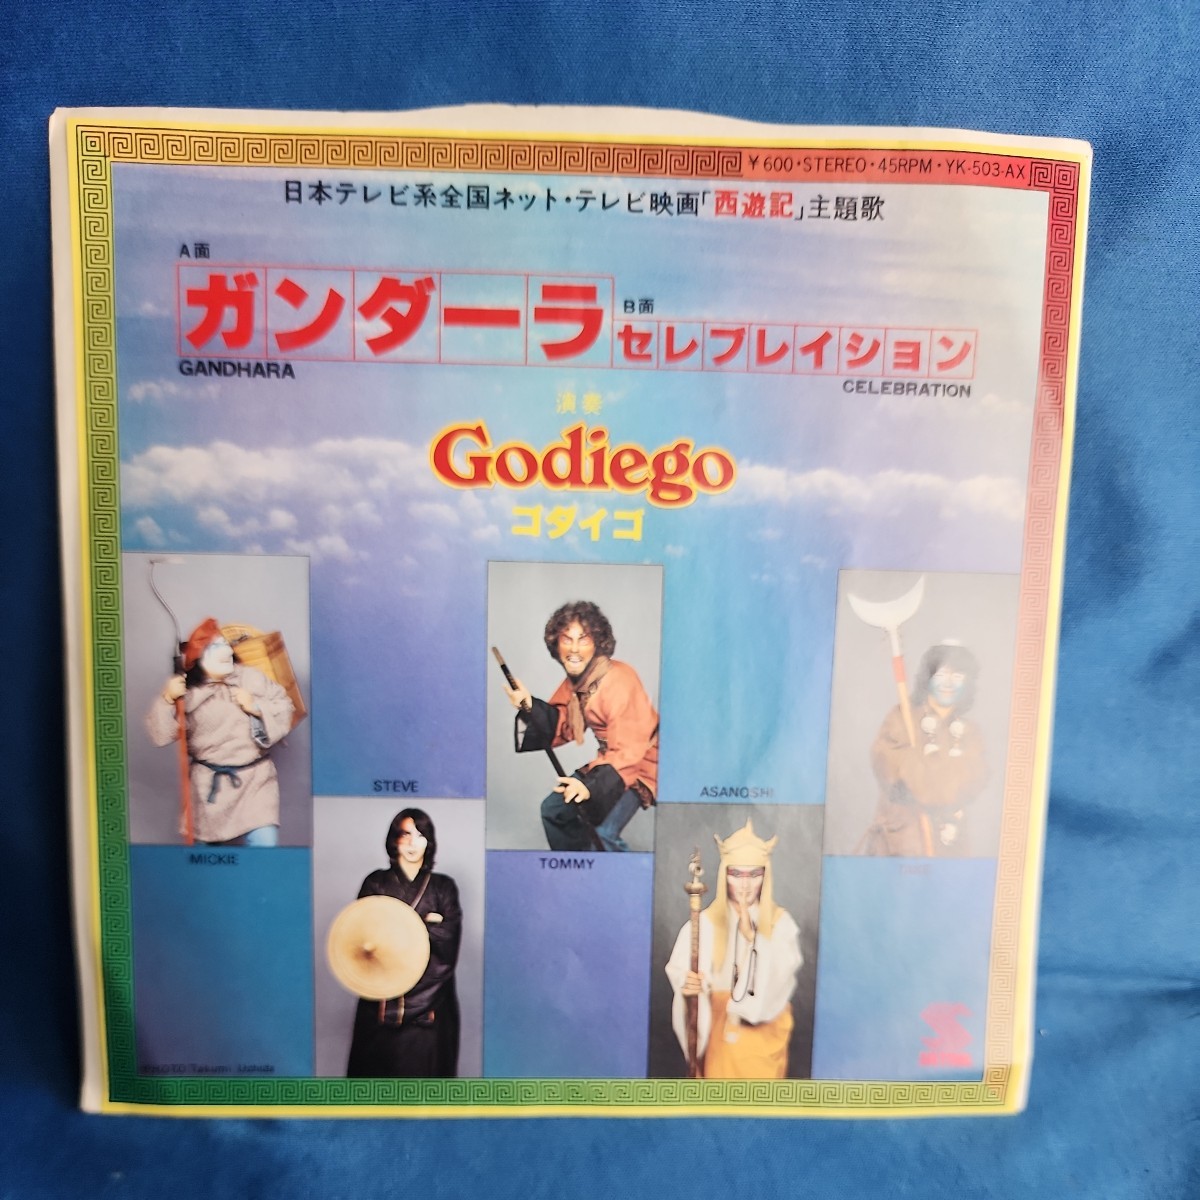 ¥600・STEREO・45RPM・YK-503-AX
日本テレビ系全国ネット・テレビ映画「西遊記」主題歌
A面
ガンダーラ
GANDHARA
B面
セレブレイション
CELEBRATION
演奏
Godiego
ゴダイゴ
STEVE
ASANOSHI
MICKIE
TOMMY
PHOTO Takumi Uchida